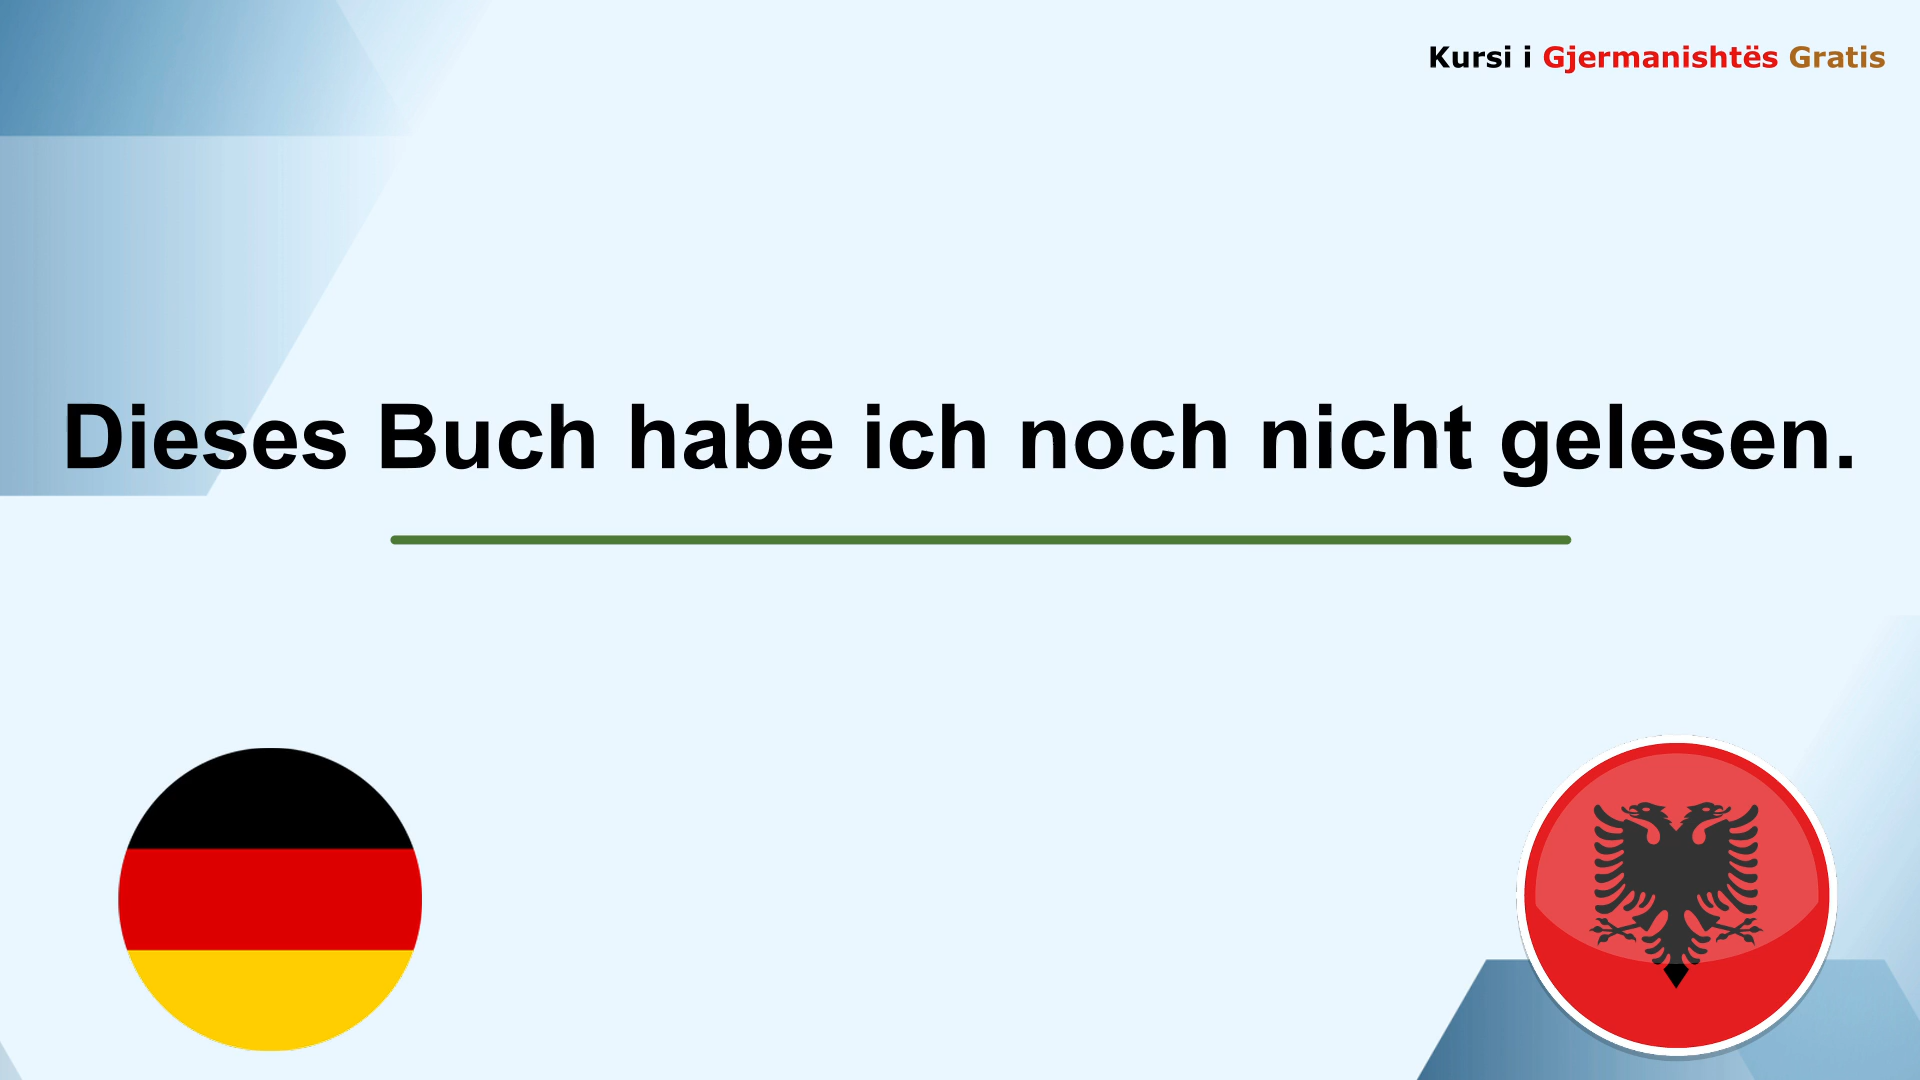 Kursi i Gjermanishtës Gratis
Dieses Buch habe ich noch nicht gelesen.